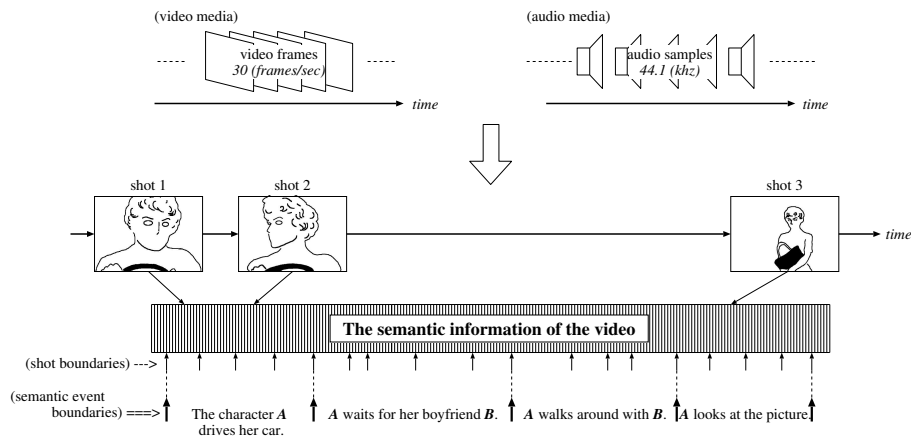 (video media)
(audio media)
video frames
30 (frames/sec)
audio samples
44.1 (khz)
time
time
shot 1
shot 2
shot 3
time
The semantic information of the video
(shot boundaries) --->
(semantic event
boundaries) ===>
The character A
drives her car.
A waits for her boyfriend B.
A walks around with B.
A looks at the picture.